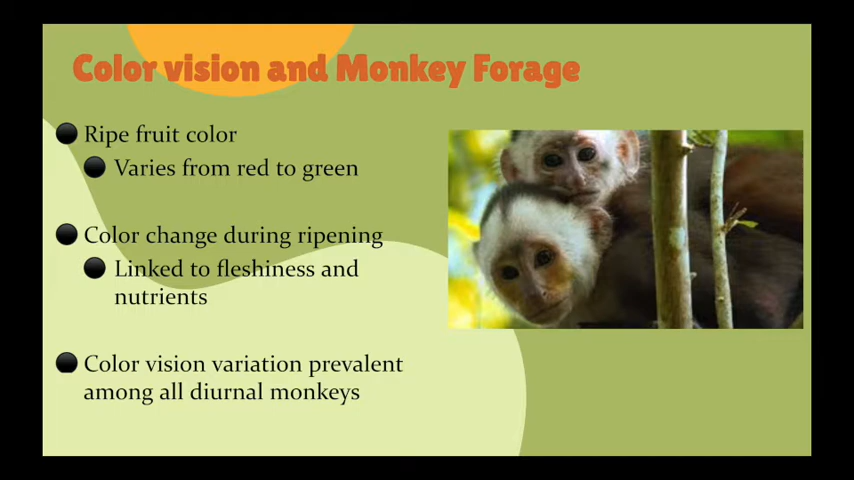 Color vision and Monkey Forage
Ripe fruit color
Varies from red to green
Color change during ripening
Linked to fleshiness and
nutrients
Color vision variation prevalent
among all diurnal monkeys